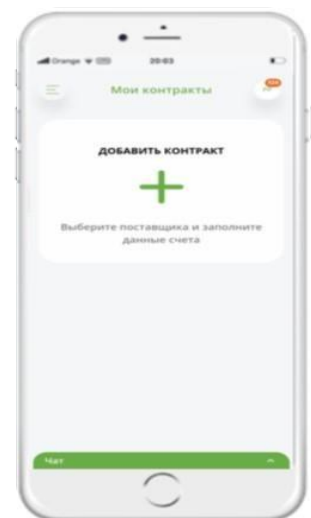 Orange 20:03
Мои контракты
ДОБАВИТЬ КОНТРАКТ
Выберите поставщика и заполните
данные счета
Чат